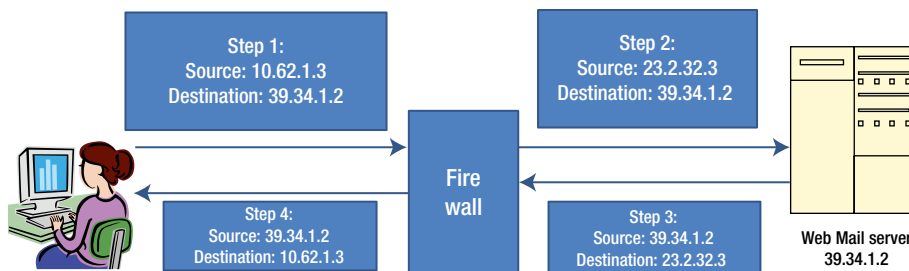 Step 1:
Source: 10.62.1.3
Destination: 39.34.1.2
Step 2:
Source: 23.2.32.3
Destination: 39.34.1.2
Fire
wall
Step 4:
Source: 39.34.1.2
Destination: 10.62.1.3
Step 3:
Source: 39.34.1.2
Destination: 23.2.32.3
Web Mail server
39.34.1.2